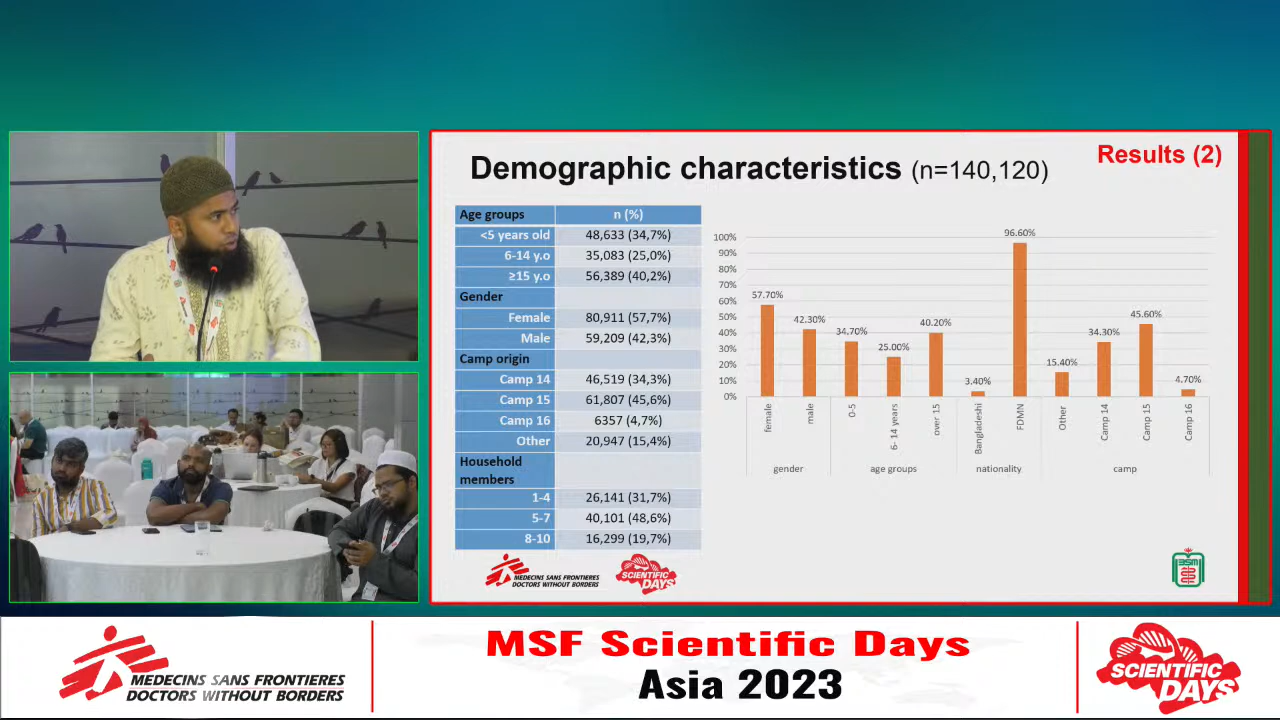 Results (2)
Demographic characteristics (n=140,120)
Age groups n (%)
<5 years old 48,633 (34,7%)
6-14 y.o 35,083 (25,0%)
≥15 y.o 56,389 (40,2%)
Gender
Female 80,911 (57,7%)
Male 59,209 (42,3%)
Camp origin
Camp 14 46,519 (34,3%)
Camp 15 61,807 (45,6%)
Camp 16 6357 (4,7%)
Other 20,947 (15,4%)
Household
members
1-4 26,141 (31,7%)
5-7 40,101 (48,6%)
8-10 16,299 (19,7%)
100%
90%
80%
70%
60%
50%
40%
30%
20%
10%
0%
57.70%
42.30%
34.70%
25.00%
40.20%
3.40%
96.60%
15.40%
34.30%
45.60%
4.70%
female
male
0-5
6- 14 years
over 15
Bangladeshi
FDMN
Other
Camp 14
Camp 15
Camp 16
gender
age groups
nationality
camp
MEDECINS SANS FRONTIERES
DOCTORS WITHOUT BORDERS
SCIENTIFIC
DAYS
MEDECINS SANS FRONTIERES
DOCTORS WITHOUT BORDERS
MSF Scientific Days
Asia 2023
SCIENTIFIC
DAYS